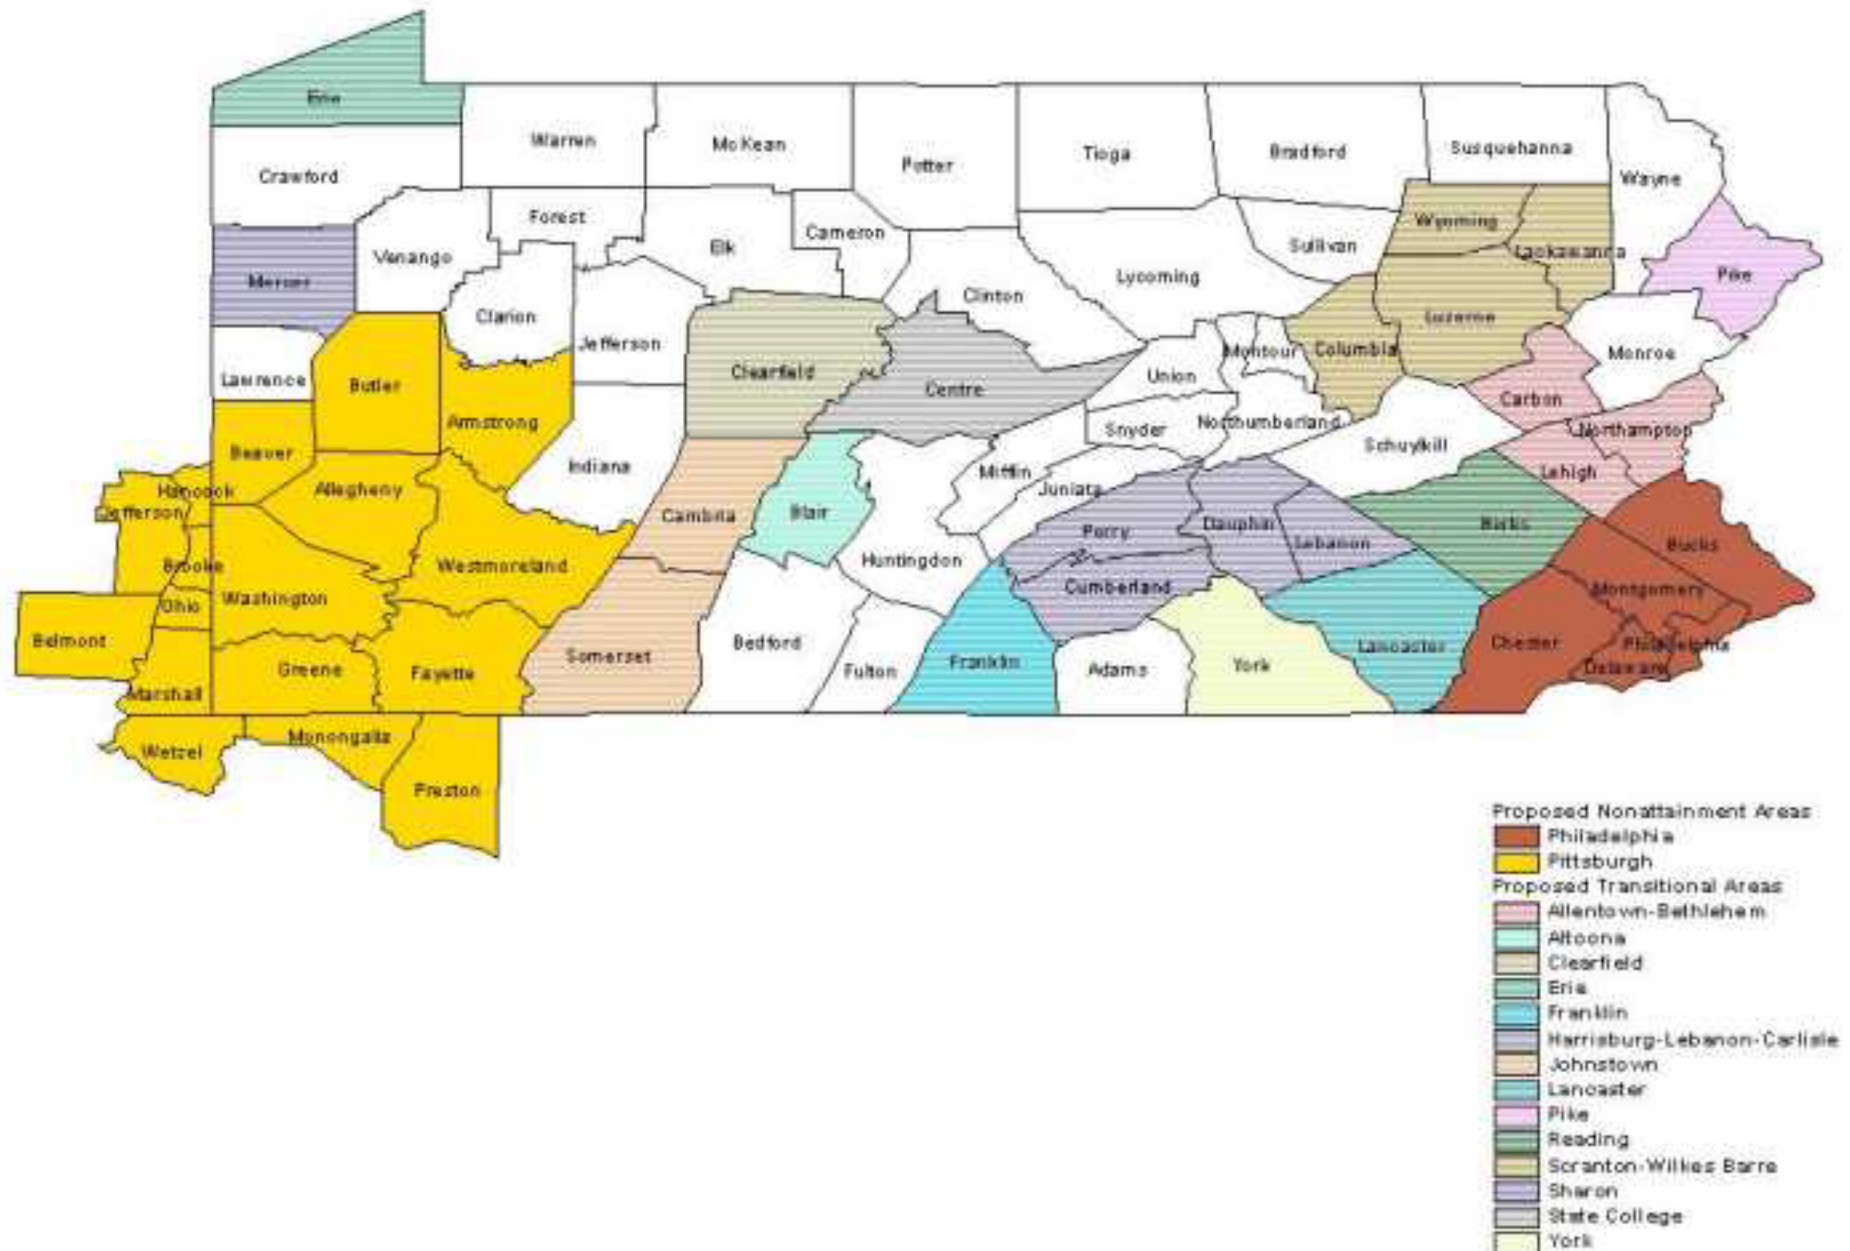 Erie
Warren
McKean
Potter
Tioga
Bradford
Susquehanna
Wayne
Crawford
Forest
Venango
Elk
Cameron
Clinton
Lycoming
Sullivan
Wyoming
Lackawanna
Pike
Mercer
Clarion
Jefferson
Clearfield
Centre
Union
Montour
Columbia
Luzerne
Monroe
Lawrence
Butler
Armstrong
Indiana
Snyder
Northumberland
Schuylkill
Carbon
Northampton
Lehigh
Beaver
Allegheny
Hancock
Jefferson
Cambria
Blair
Mifflin
Juniata
Huntingdon
Perry
Dauphin
Lebanon
Berks
Bucks
Brooke
Washington
Westmoreland
Cumberland
Montgomery
Ohio
Belmont
Greene
Fayette
Somerset
Bedford
Fulton
Franklin
Adams
York
Lancaster
Chester
Philadelphia
Delaware
Marshall
Wetzel
Monongalia
Preston
Proposed Nonattainment Areas
Philadelphia
Pittsburgh
Proposed Transitional Areas
Allentown-Bethlehem
Altoona
Clearfield
Erie
Franklin
Harrisburg-Lebanon-Carlisle
Johnstown
Lancaster
Pike
Reading
Scranton-Wilkes Barre
Sharon
State College
York